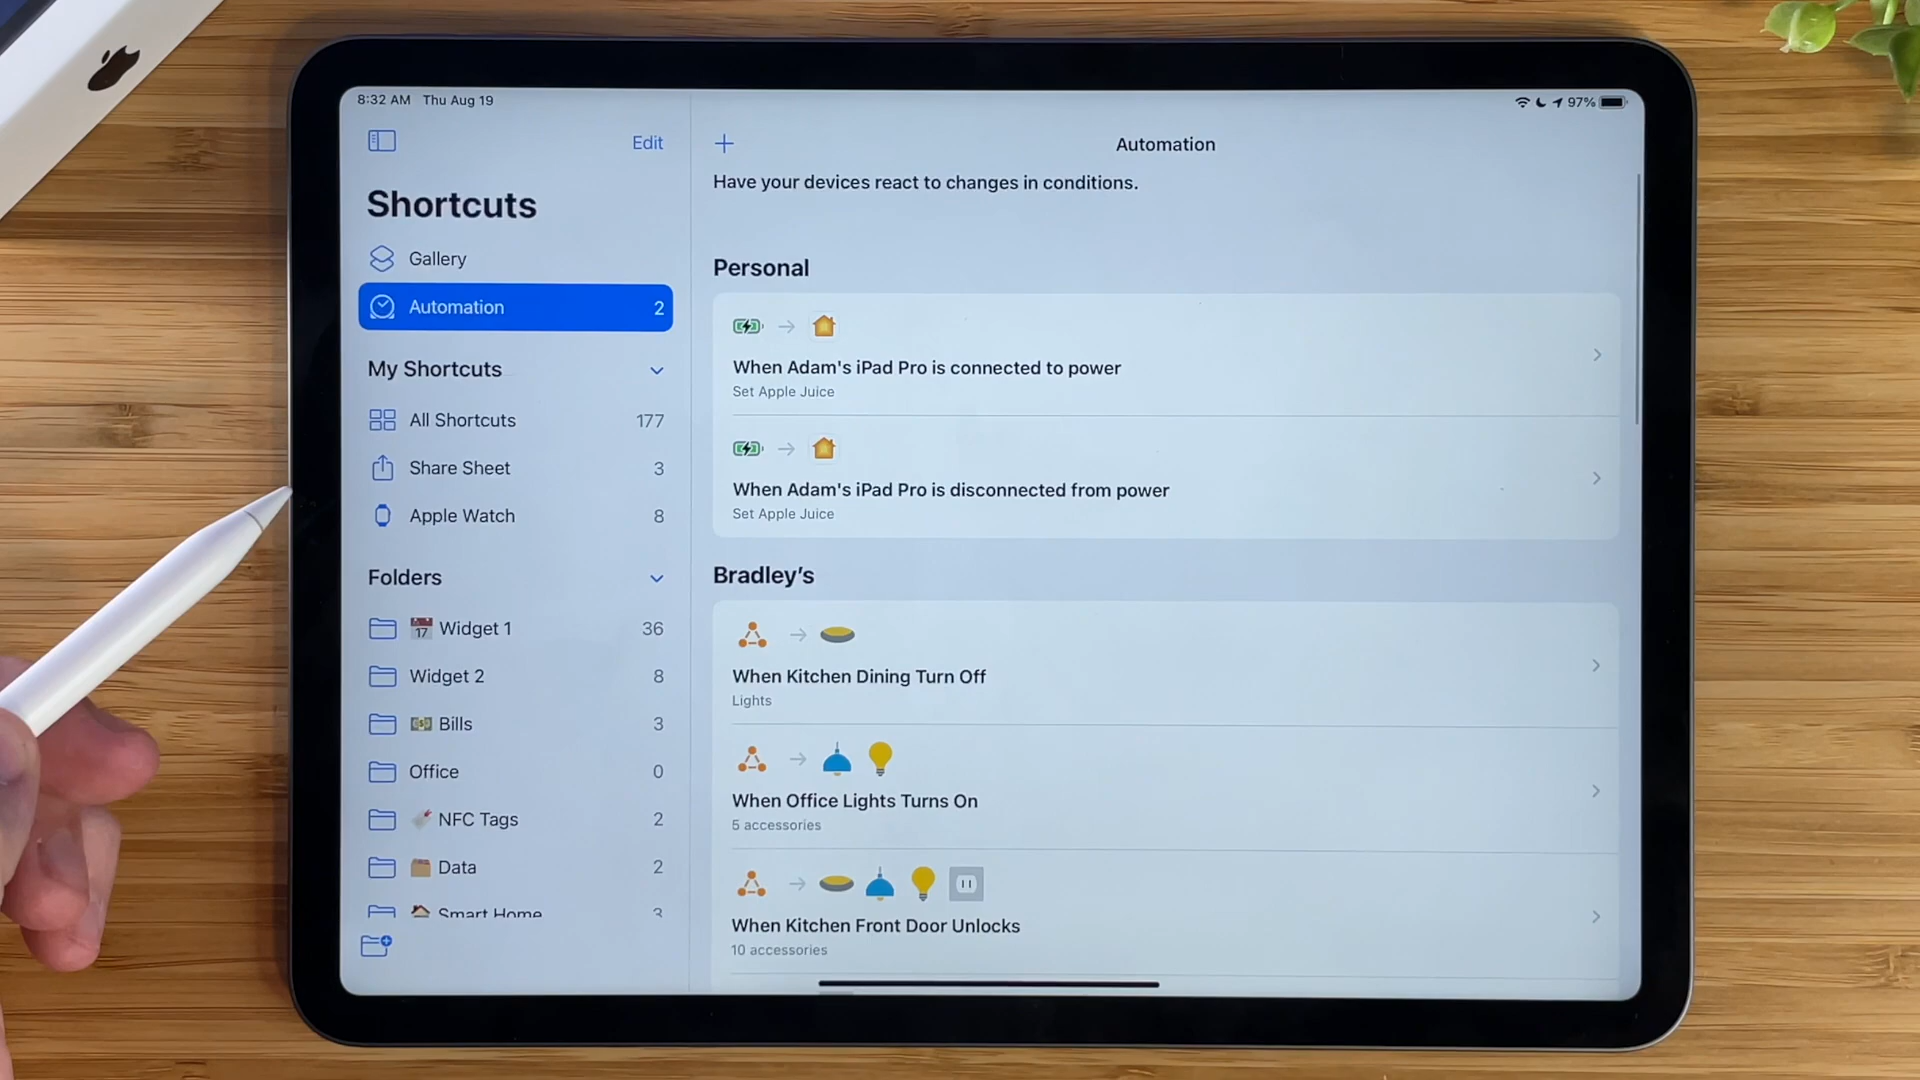 8:32 AM Thu Aug 19
97%
Edit
Automation
Have your devices react to changes in conditions.
Shortcuts
Gallery
Automation 2
My Shortcuts
All Shortcuts 177
Share Sheet 3
Apple Watch 8
Folders
17 Widget 1 36
Widget 2 8
Bills 3
Office 0
NFC Tags 2
Data 2
Smart Home 3
Personal
When Adam's iPad Pro is connected to power
Set Apple Juice
When Adam's iPad Pro is disconnected from power
Set Apple Juice
Bradley’s
When Kitchen Dining Turn Off
Lights
When Office Lights Turns On
5 accessories
When Kitchen Front Door Unlocks
10 accessories